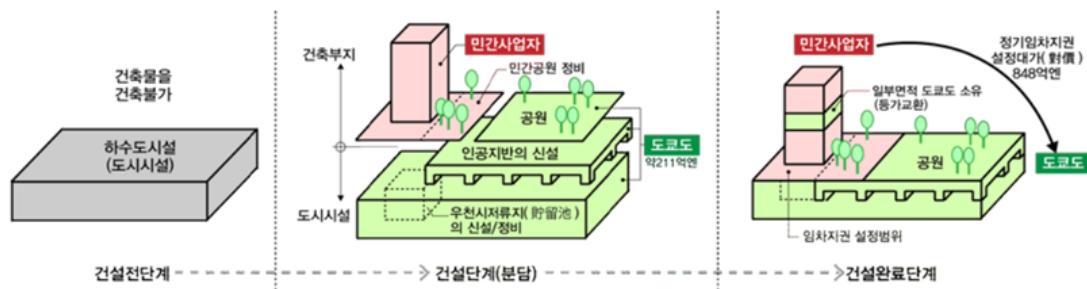 건축물을
건축불가
하수도시설
(도시시설)
건설전단계
건축부지
도시시설
민간사업자
민간공원 정비
공원
인공지반의 신설
도쿄도
약211억엔
우천시저류지(貯留池)
의 신설/정비
건설단계(분담)
민간사업자
정기임차지권
설정대가(對價)
848억엔
일부면적 도쿄도 소유
(등가교환)
공원
도쿄도
임차지권 설정범위
건설완료단계